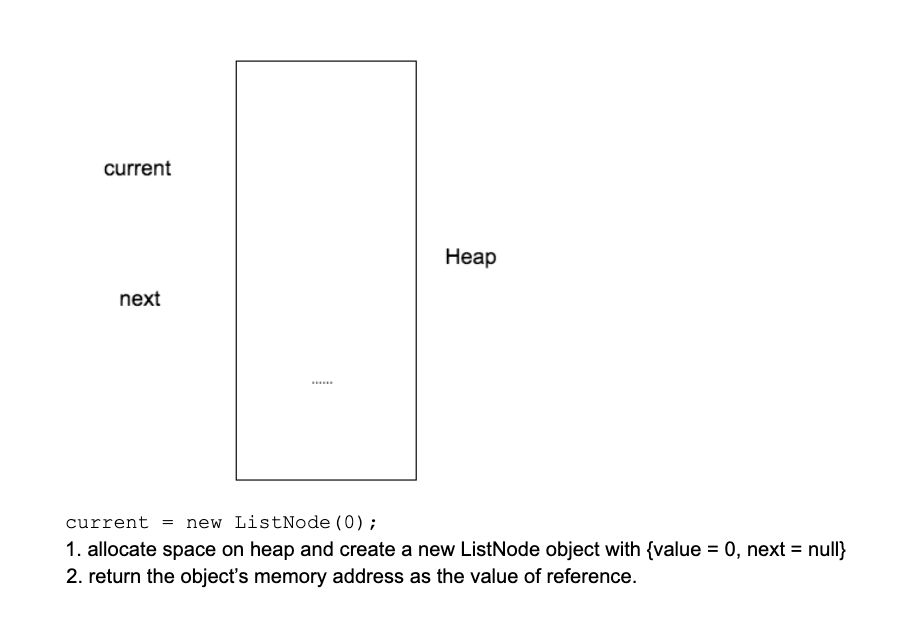 current
Heap
next
......
current = new ListNode(0);
1. allocate space on heap and create a new ListNode object with {value = 0, next = null}
2. return the object’s memory address as the value of reference.